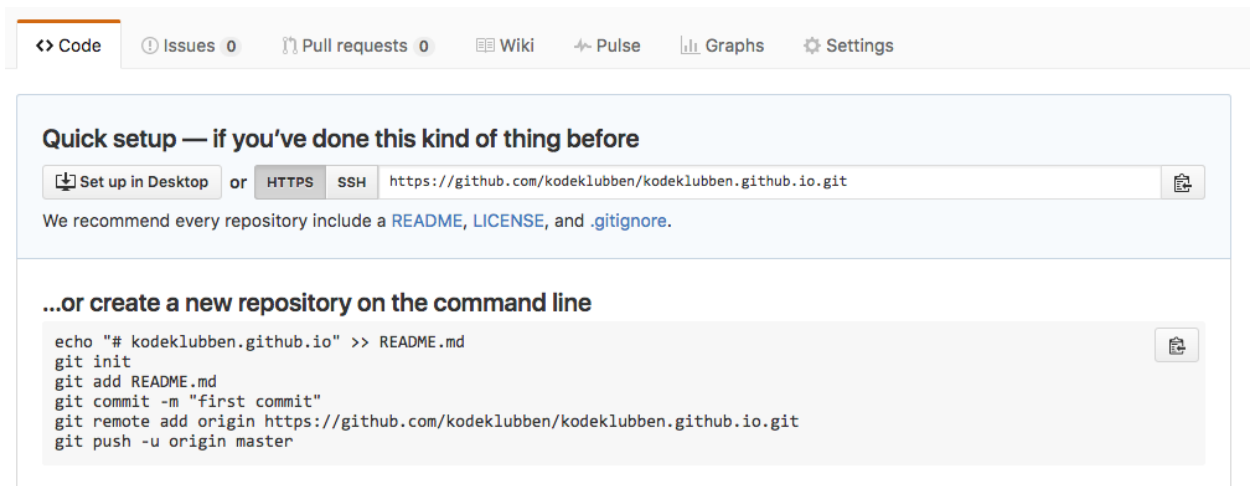 <> Code Issues 0 Pull requests 0 Wiki Pulse Graphs Settings
Quick setup — if you've done this kind of thing before
Set up in Desktop or HTTPS SSH https://github.com/kodeklubben/kodeklubben.github.io.git
We recommend every repository include a README, LICENSE, and .gitignore.
...or create a new repository on the command line
echo "# kodeklubben.github.io" >> README.md
git init
git add README.md
git commit -m "first commit"
git remote add origin https://github.com/kodeklubben/kodeklubben.github.io.git
git push -u origin master